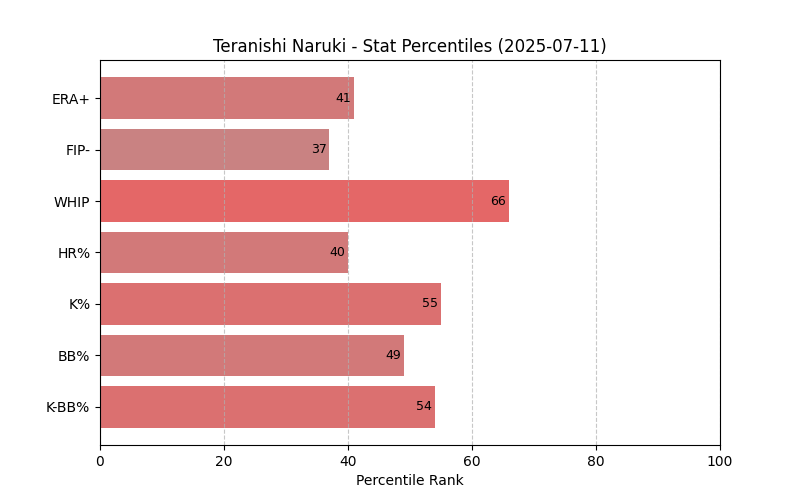 Teranishi Naruki - Stat Percentiles (2025-07-11)
ERA+ 41
FIP- 37
WHIP 66
HR% 40
K% 55
BB% 49
K-BB% 54
0 20 40 60 80 100
Percentile Rank